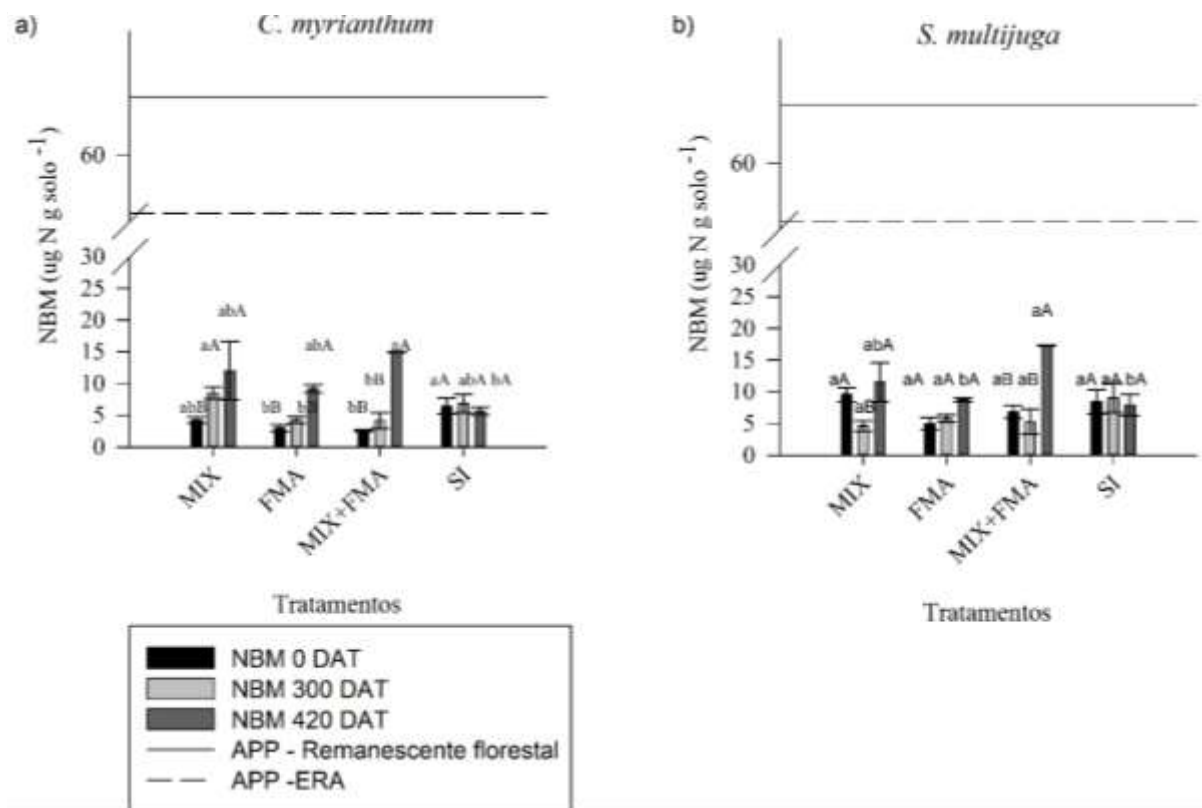 a)
C. myrianthum
NBM (ug N g solo⁻¹)
60
30
25
20
15
10
5
0
abB
aA
abA
bB
bB
abA
bB
bB
aA
aA
abA
bA
MIX
FMA
MIX+FMA
SI
Tratamentos
b)
S. multijuga
NBM (ug N g solo⁻¹)
60
30
25
20
15
10
5
0
aA
aB
abA
aA
aA
bA
aB
aB
aA
aA
aA
bA
MIX
FMA
MIX+FMA
SI
Tratamentos
NBM 0 DAT
NBM 300 DAT
NBM 420 DAT
APP - Remanescente florestal
APP -ERA